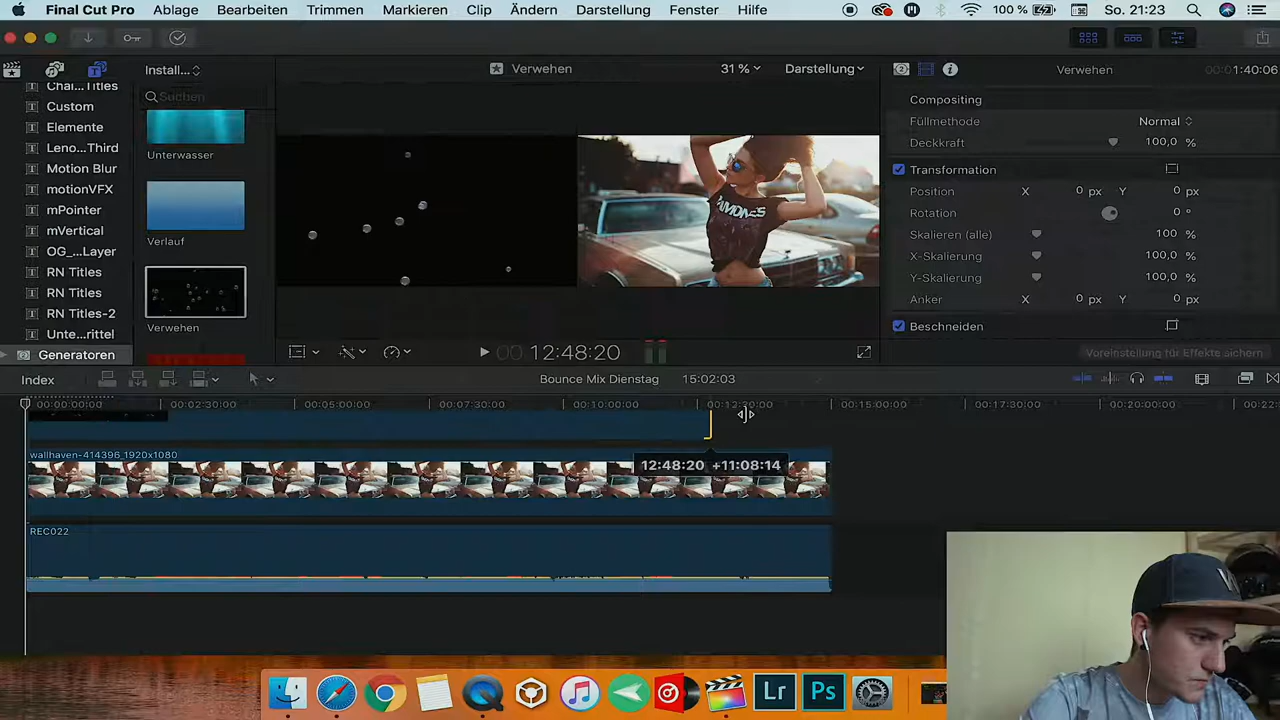 Final Cut Pro Ablage Bearbeiten Trimmen Markieren Clip Ändern Darstellung Fenster Hilfe 100 % So. 21:23
Install...
Verwehen 31 % Darstellung
Verwehen 00:01:40:06
Chal...Titles
Custom
Elemente
Leno...Third
Motion Blur
motionVFX
mPointer
mVertical
OG_...Layer
RN Titles
RN Titles
RN Titles-2
Unte...rittel
Generatoren
Suchen
Unterwasser
Verlauf
Verwehen
RAMONES
Compositing
Füllmethode Normal
Deckkraft 100,0 %
Transformation
Position X 0 px Y 0 px
Rotation 0 °
Skalieren (alle) 100 %
X-Skalierung 100,0 %
Y-Skalierung 100,0 %
Anker X 0 px Y 0 px
Beschneiden
Voreinstellung für Effekte sichern
00 12:48:20
Index Bounce Mix Dienstag 15:02:03
00:00:00:00 00:02:30:00 00:05:00:00 00:07:30:00 00:10:00:00 00:12:30:00 00:15:00:00 00:17:30:00 00:20:00:00 00:22:
wallhaven-414396_1920x1080
12:48:20 +11:08:14
REC022
Lr Ps